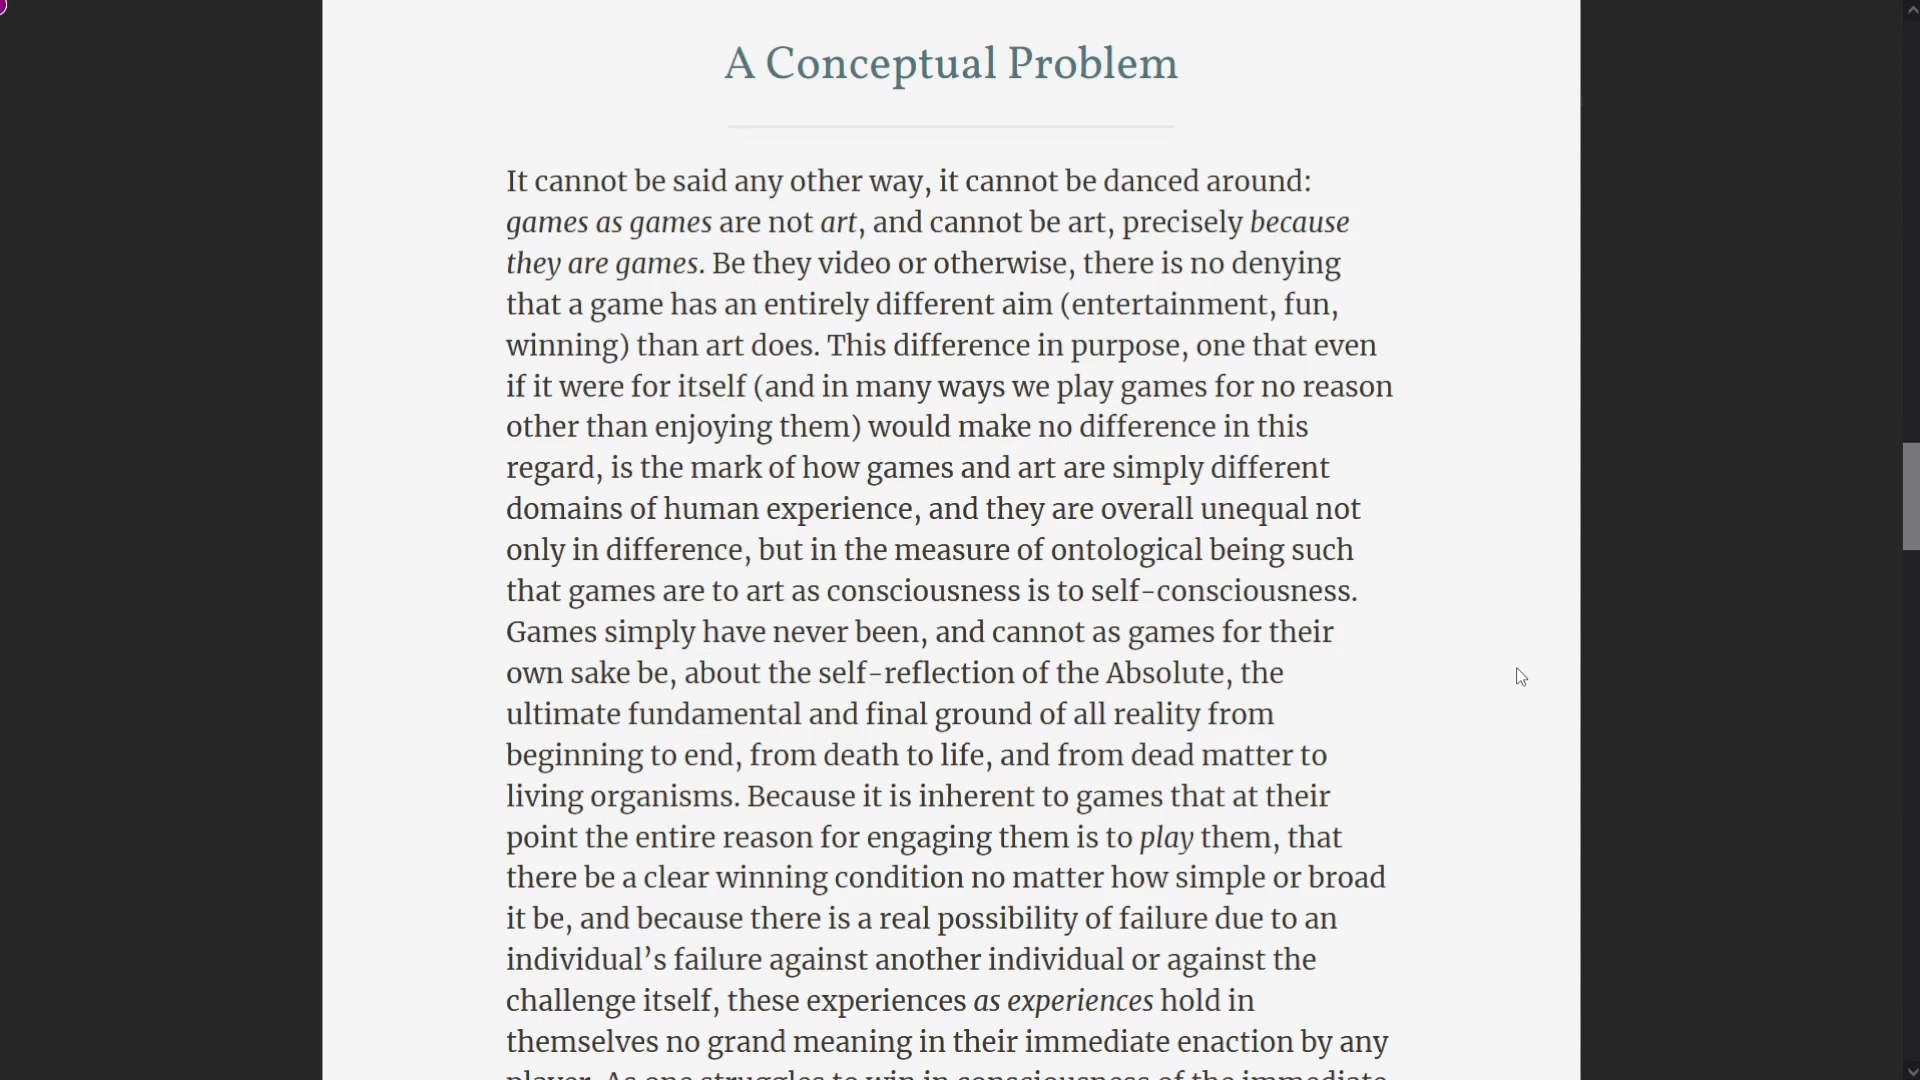 A Conceptual Problem
It cannot be said any other way, it cannot be danced around:
games as games are not art, and cannot be art, precisely because
they are games. Be they video or otherwise, there is no denying
that a game has an entirely different aim (entertainment, fun,
winning) than art does. This difference in purpose, one that even
if it were for itself (and in many ways we play games for no reason
other than enjoying them) would make no difference in this
regard, is the mark of how games and art are simply different
domains of human experience, and they are overall unequal not
only in difference, but in the measure of ontological being such
that games are to art as consciousness is to self-consciousness.
Games simply have never been, and cannot as games for their
own sake be, about the self-reflection of the Absolute, the
ultimate fundamental and final ground of all reality from
beginning to end, from death to life, and from dead matter to
living organisms. Because it is inherent to games that at their
point the entire reason for engaging them is to play them, that
there be a clear winning condition no matter how simple or broad
it be, and because there is a real possibility of failure due to an
individual’s failure against another individual or against the
challenge itself, these experiences as experiences hold in
themselves no grand meaning in their immediate enaction by any
player. As one struggles to win in consciousness of the immediate